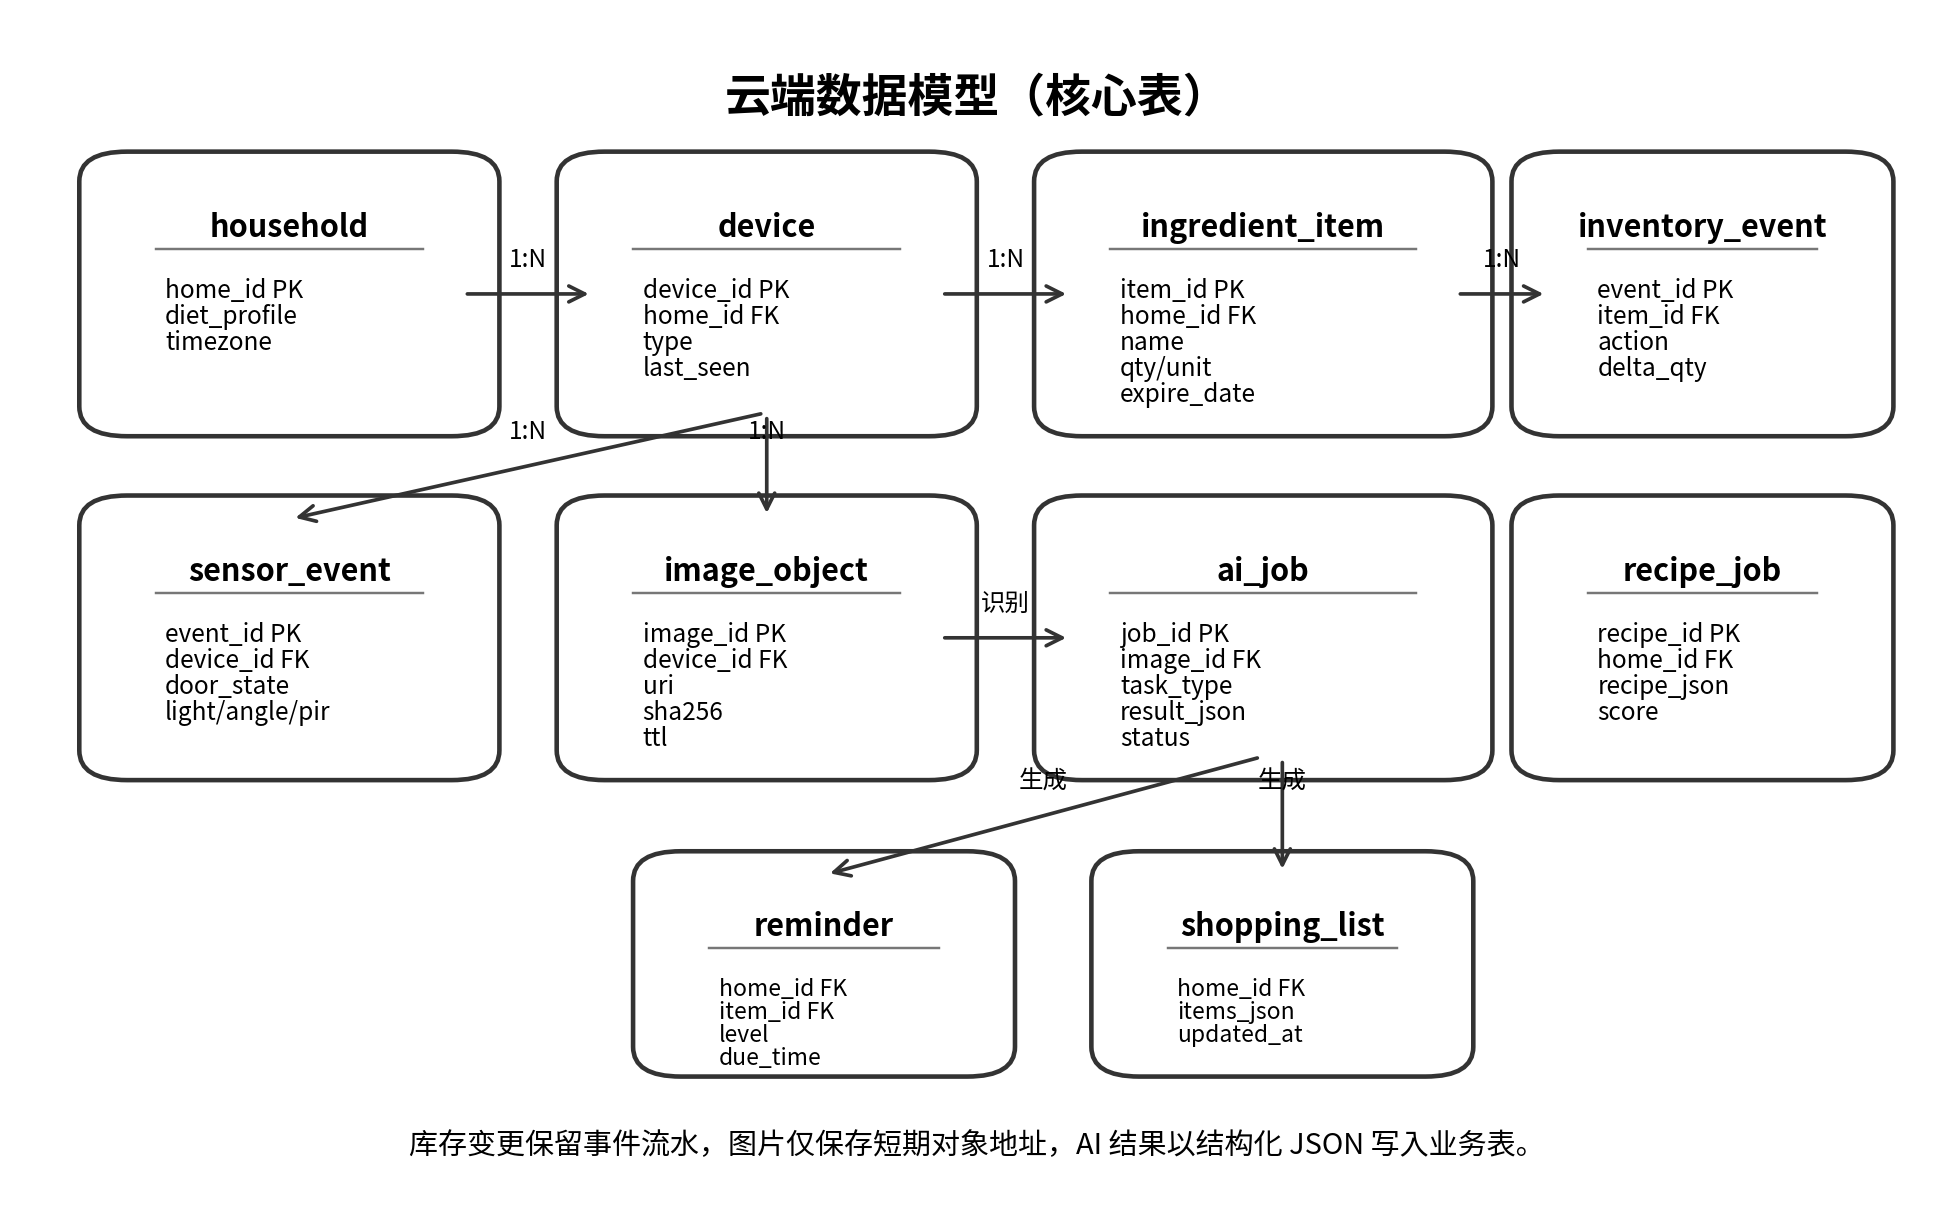 云端数据模型（核心表）
household
home_id PK
diet_profile
timezone
1:N
device
device_id PK
home_id FK
type
last_seen
1:N
ingredient_item
item_id PK
home_id FK
name
qty/unit
expire_date
1:N
inventory_event
event_id PK
item_id FK
action
delta_qty
1:N
1:N
sensor_event
event_id PK
device_id FK
door_state
light/angle/pir
image_object
image_id PK
device_id FK
uri
sha256
ttl
识别
ai_job
job_id PK
image_id FK
task_type
result_json
status
recipe_job
recipe_id PK
home_id FK
recipe_json
score
生成
生成
reminder
home_id FK
item_id FK
level
due_time
shopping_list
home_id FK
items_json
updated_at
库存变更保留事件流水，图片仅保存短期对象地址，AI 结果以结构化 JSON 写入业务表。